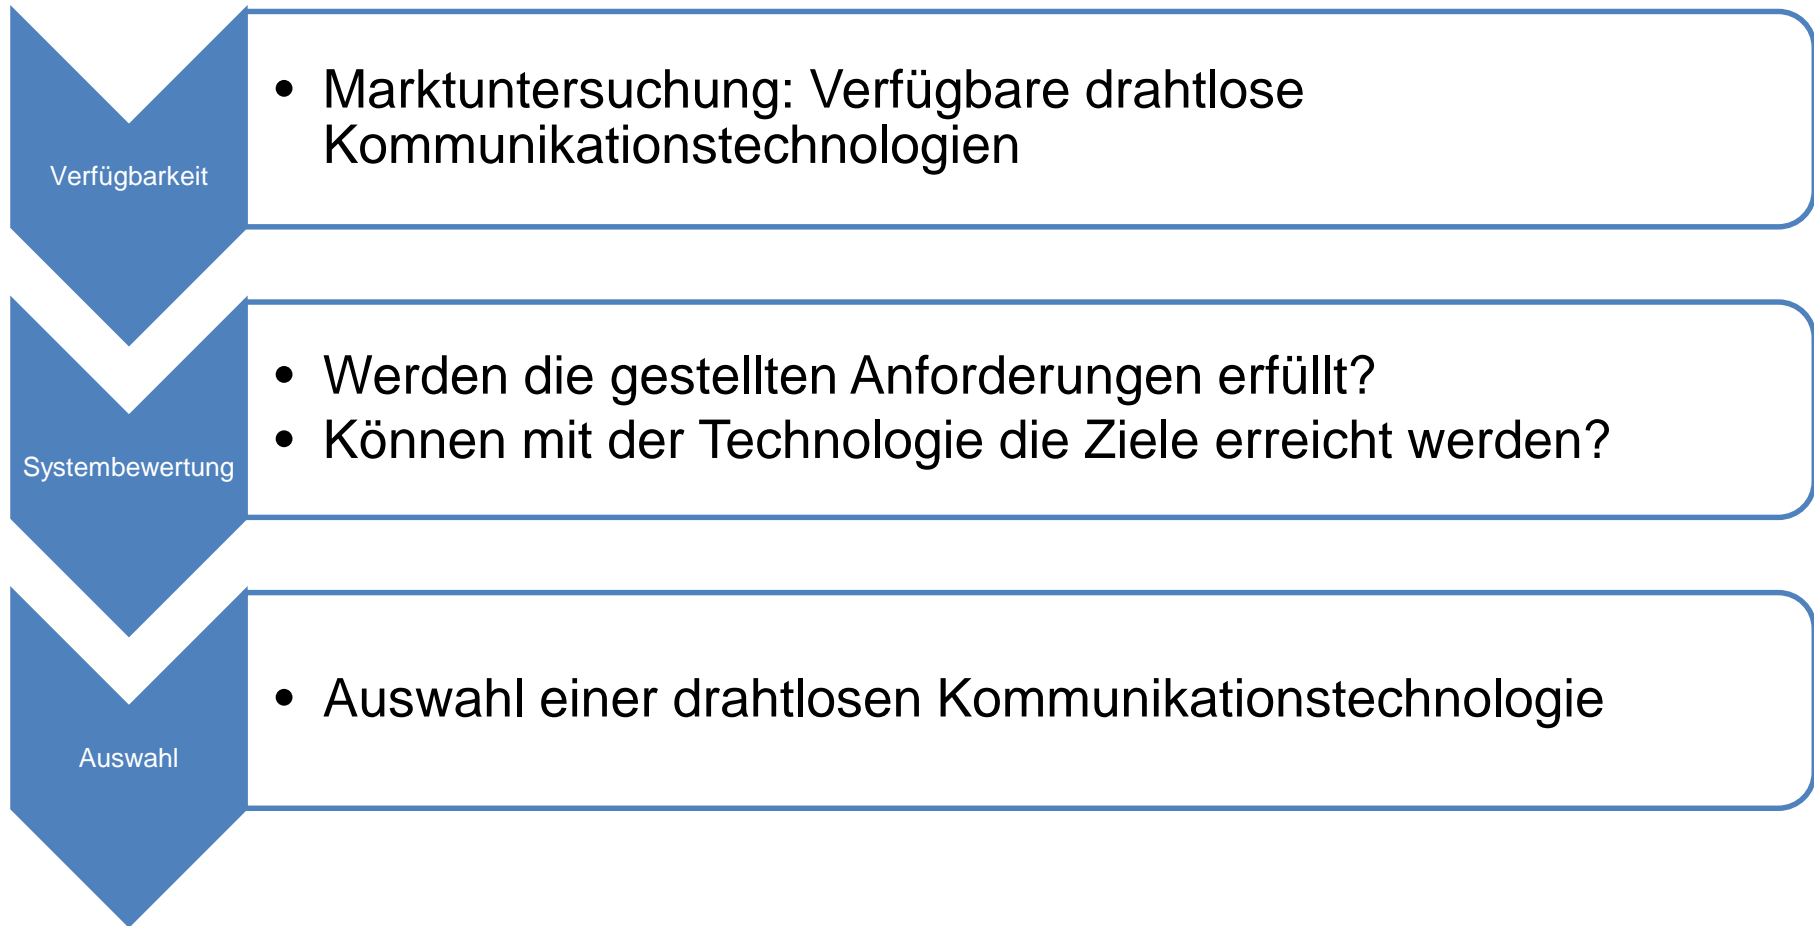 Verfügbarkeit
• Marktuntersuchung: Verfügbare drahtlose
Kommunikationstechnologien
Systembewertung
• Werden die gestellten Anforderungen erfüllt?
• Können mit der Technologie die Ziele erreicht werden?
Auswahl
• Auswahl einer drahtlosen Kommunikationstechnologie